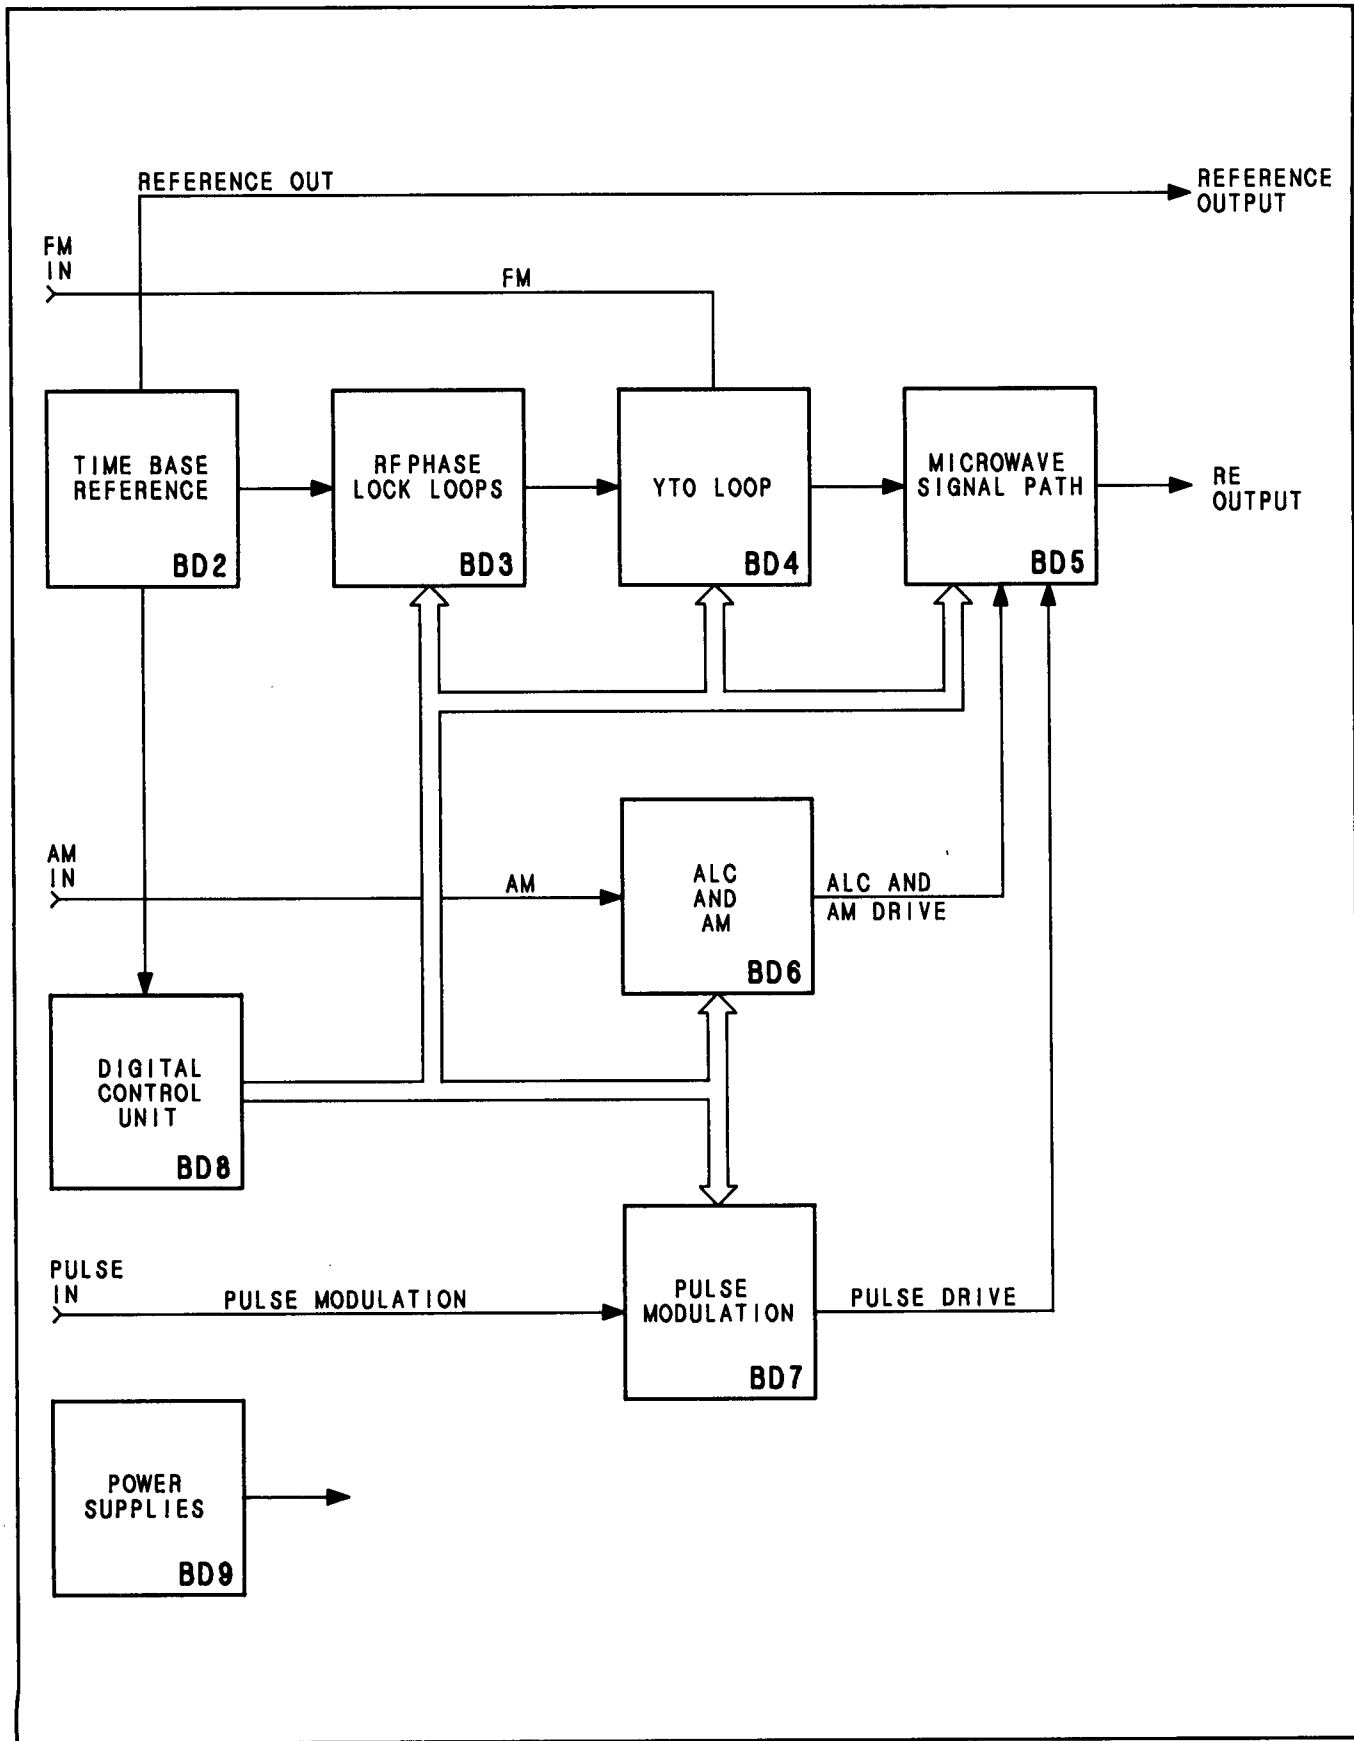 REFERENCE OUT
REFERENCE
OUTPUT
FM
IN
FM
TIME BASE
REFERENCE
BD2
RF PHASE
LOCK LOOPS
BD3
YTO LOOP
BD4
MICROWAVE
SIGNAL PATH
BD5
RE
OUTPUT
AM
IN
AM
ALC
AND
AM
BD6
ALC AND
AM DRIVE
DIGITAL
CONTROL
UNIT
BD8
PULSE
IN
PULSE MODULATION
PULSE
MODULATION
BD7
PULSE DRIVE
POWER
SUPPLIES
BD9